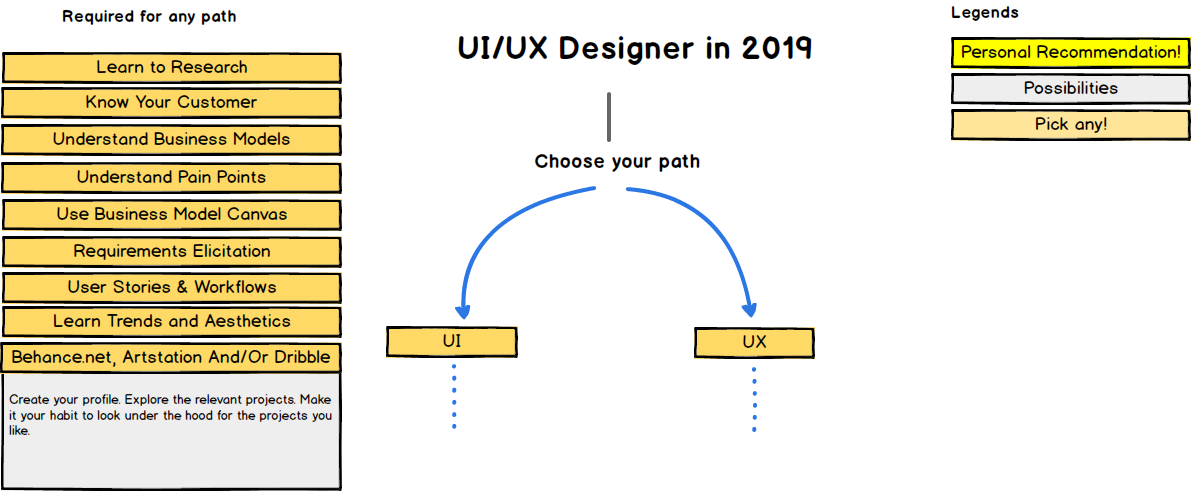 Required for any path
Learn to Research
Know Your Customer
Understand Business Models
Understand Pain Points
Use Business Model Canvas
Requirements Elicitation
User Stories & Workflows
Learn Trends and Aesthetics
Behance.net, Artstation And/Or Dribble
Create your profile. Explore the relevant projects. Make
it your habit to look under the hood for the projects you
like.
UI/UX Designer in 2019
Choose your path
UI
UX
Legends
Personal Recommendation!
Possibilities
Pick any!